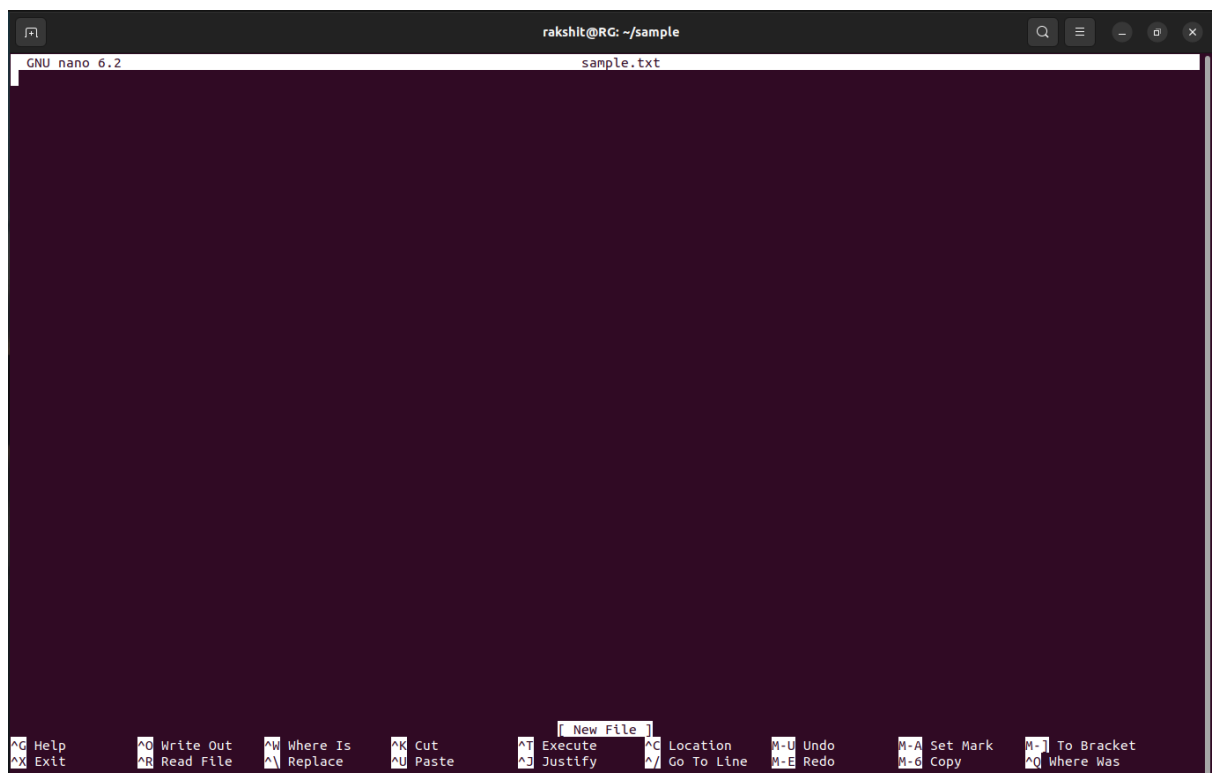 rakshit@RG: ~/sample
GNU nano 6.2 sample.txt
[ New File ]
^G Help ^O Write Out ^W Where Is ^K Cut ^T Execute ^C Location M-U Undo M-A Set Mark M-] To Bracket
^X Exit ^R Read File ^\ Replace ^U Paste ^J Justify ^/ Go To Line M-E Redo M-6 Copy ^Q Where Was